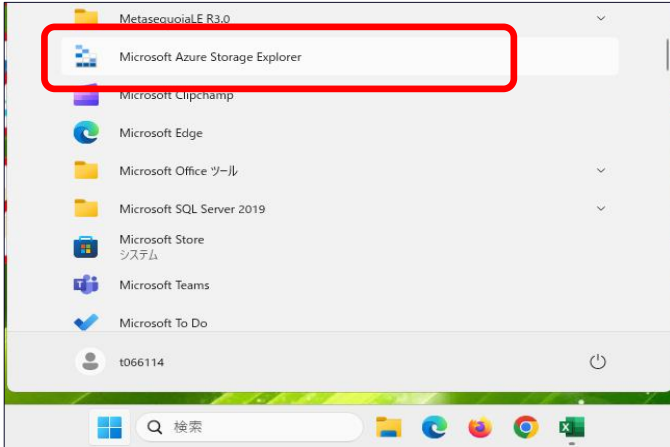 MetasequoiaLE R3.0
Microsoft Azure Storage Explorer
Microsoft Clipchamp
Microsoft Edge
Microsoft Office ツール
Microsoft SQL Server 2019
Microsoft Store
システム
Microsoft Teams
Microsoft To Do
t066114
検索